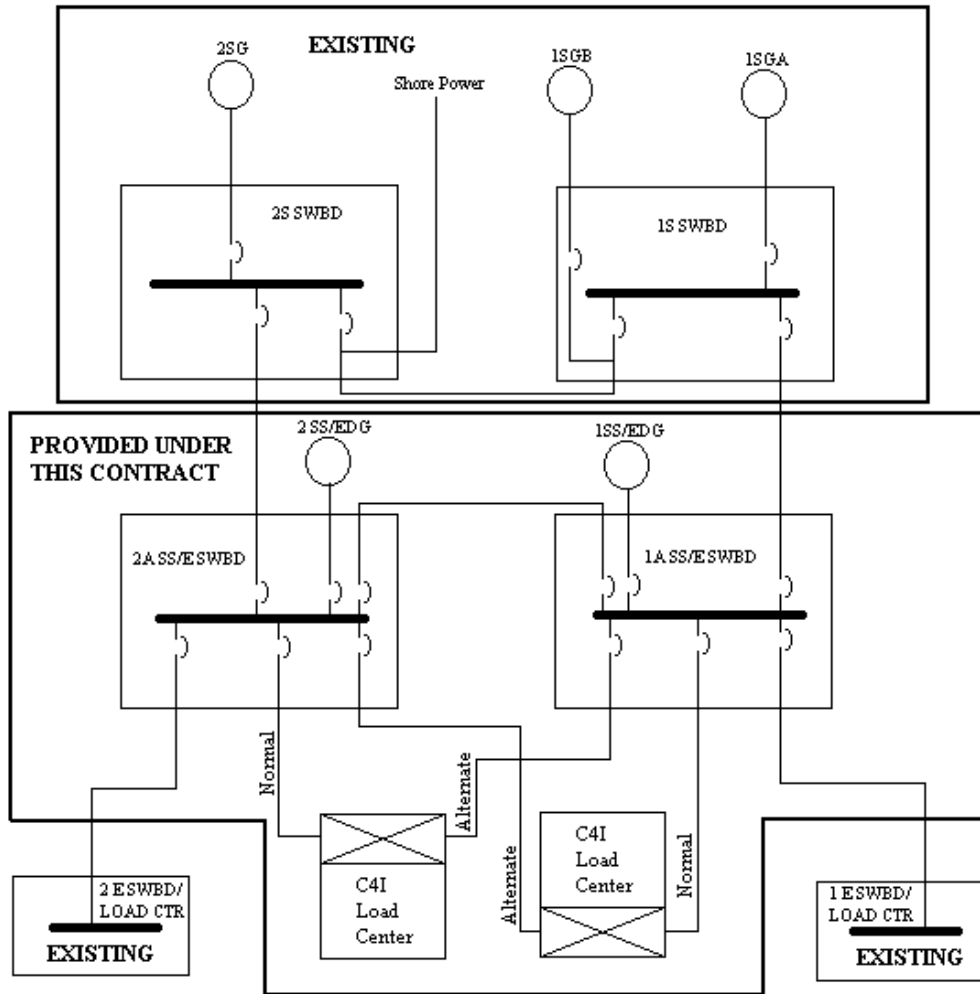 EXISTING
2SG
1SGB
1SGA
Shore Power
2S SWBD
1S SWBD
PROVIDED UNDER
THIS CONTRACT
2 SS/EDG
1SS/EDG
2A SS/ESWBD
1A SS/ESWBD
Normal
Alternate
Alternate
Normal
C4I
Load
Center
C4I
Load
Center
2 ESWBD/
LOAD CTR
EXISTING
1 ESWBD/
LOAD CTR
EXISTING